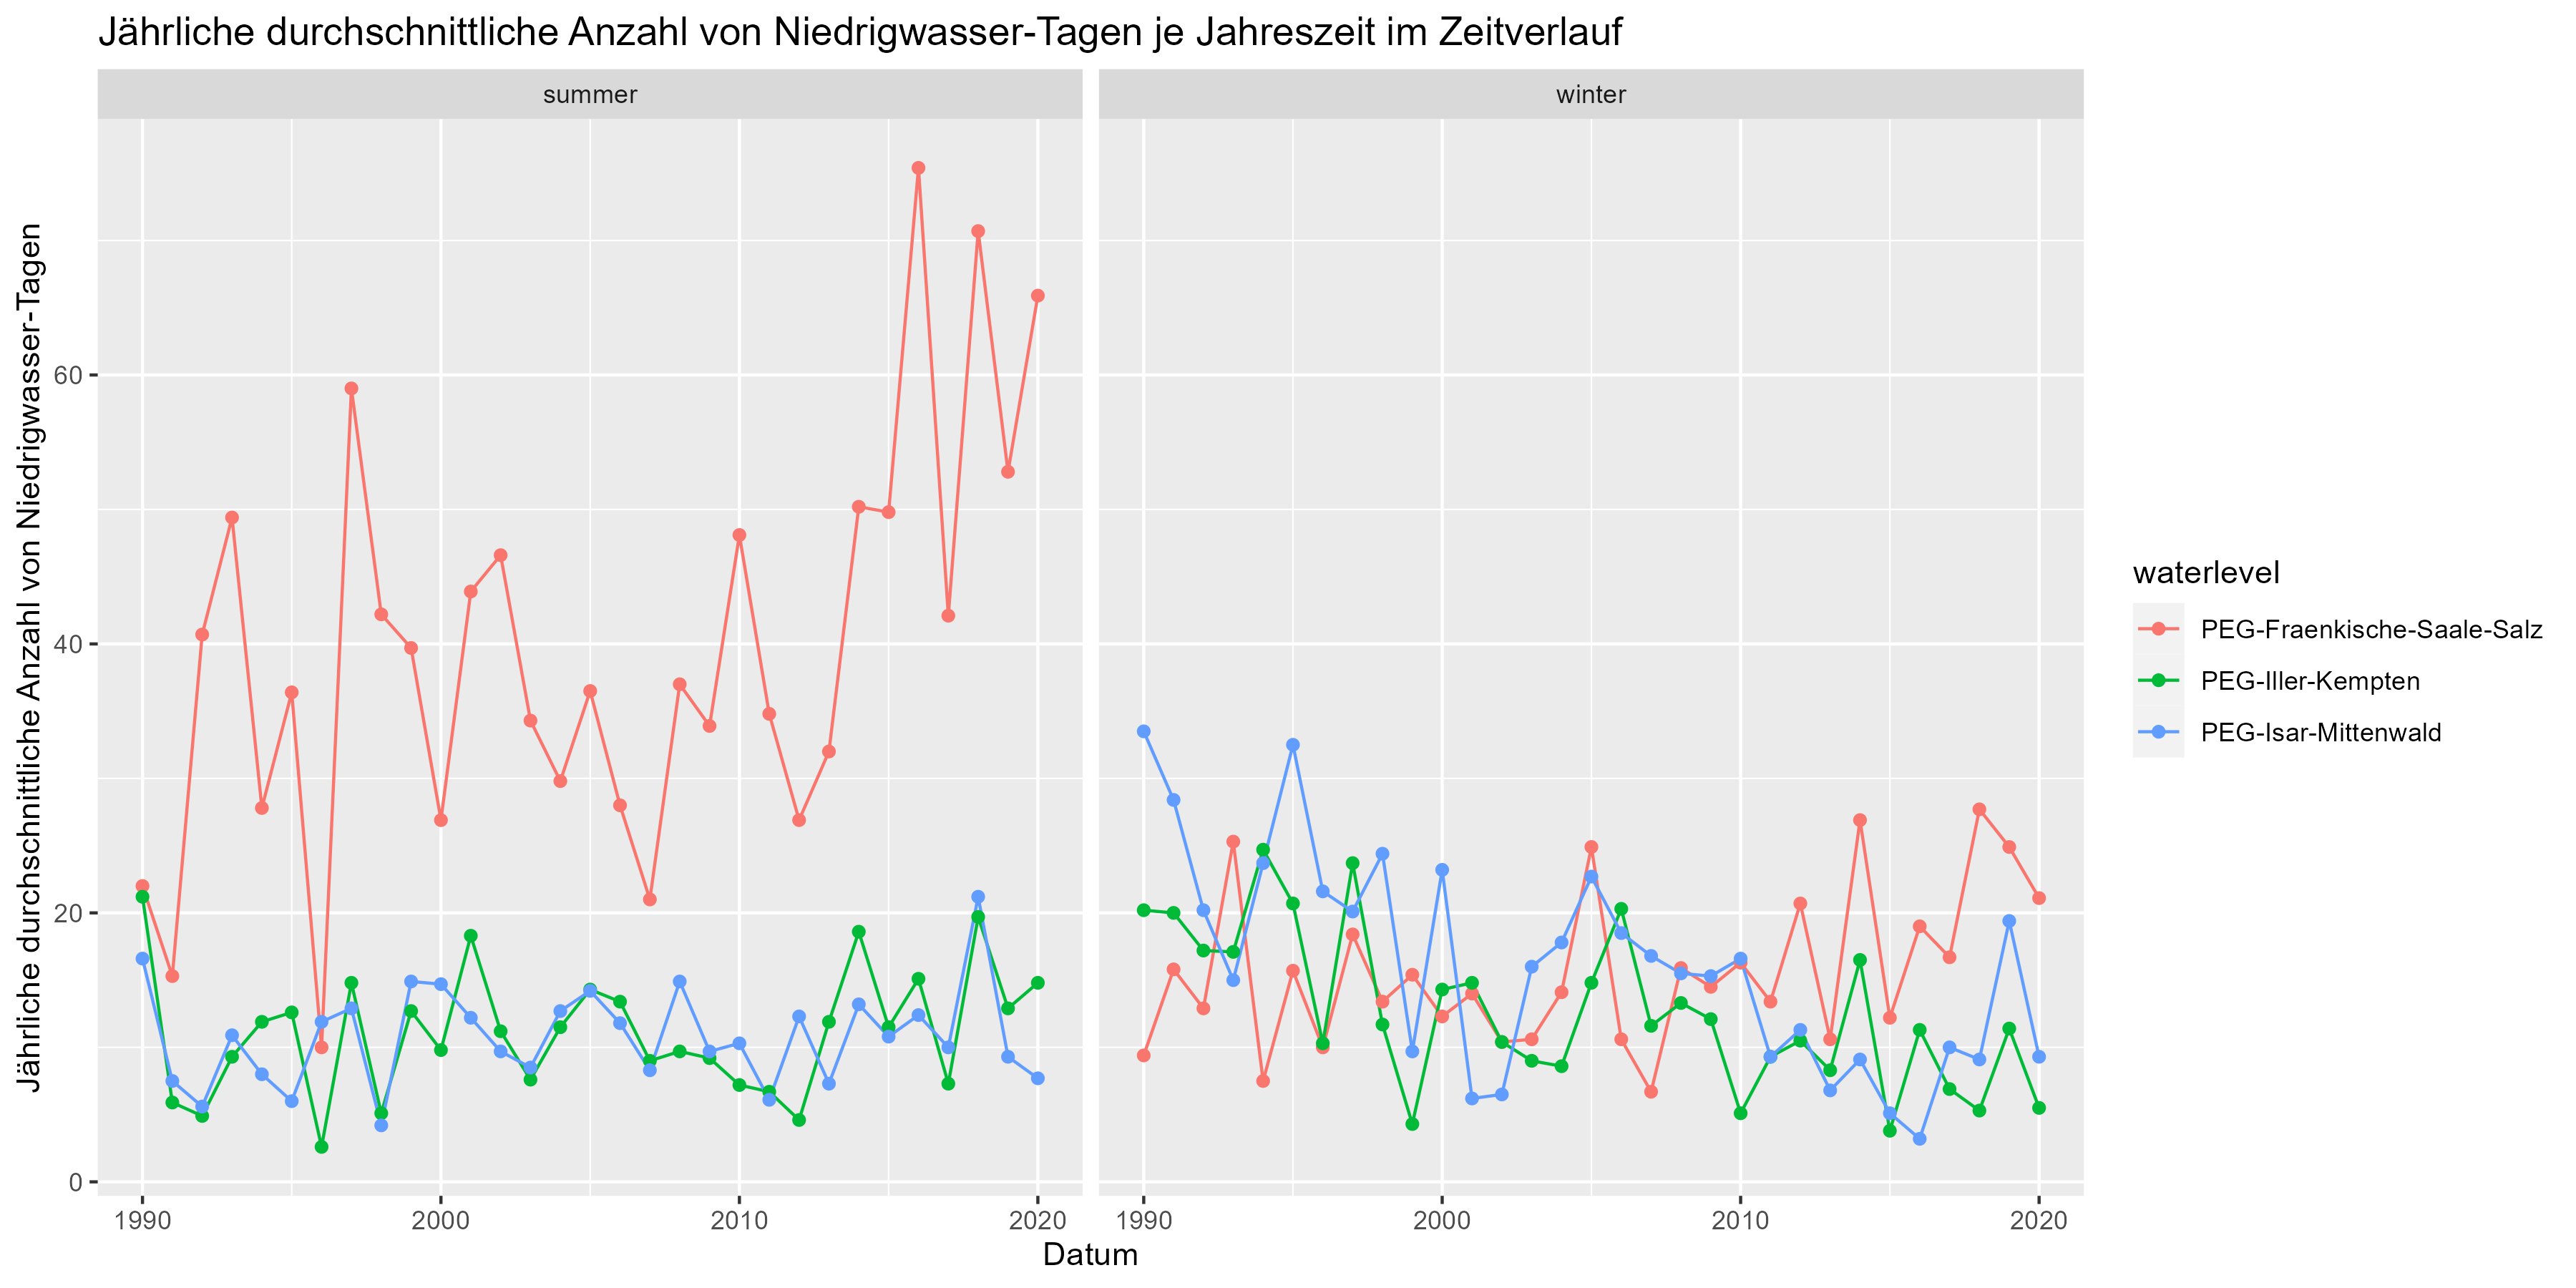 Jährliche durchschnittliche Anzahl von Niedrigwasser-Tagen je Jahreszeit im Zeitverlauf
summer
winter
Jährliche durchschnittliche Anzahl von Niedrigwasser-Tagen
60
40
20
0
1990
2000
2010
2020
1990
2000
2010
2020
Datum
waterlevel
PEG-Fraenkische-Saale-Salz
PEG-Iller-Kempten
PEG-Isar-Mittenwald